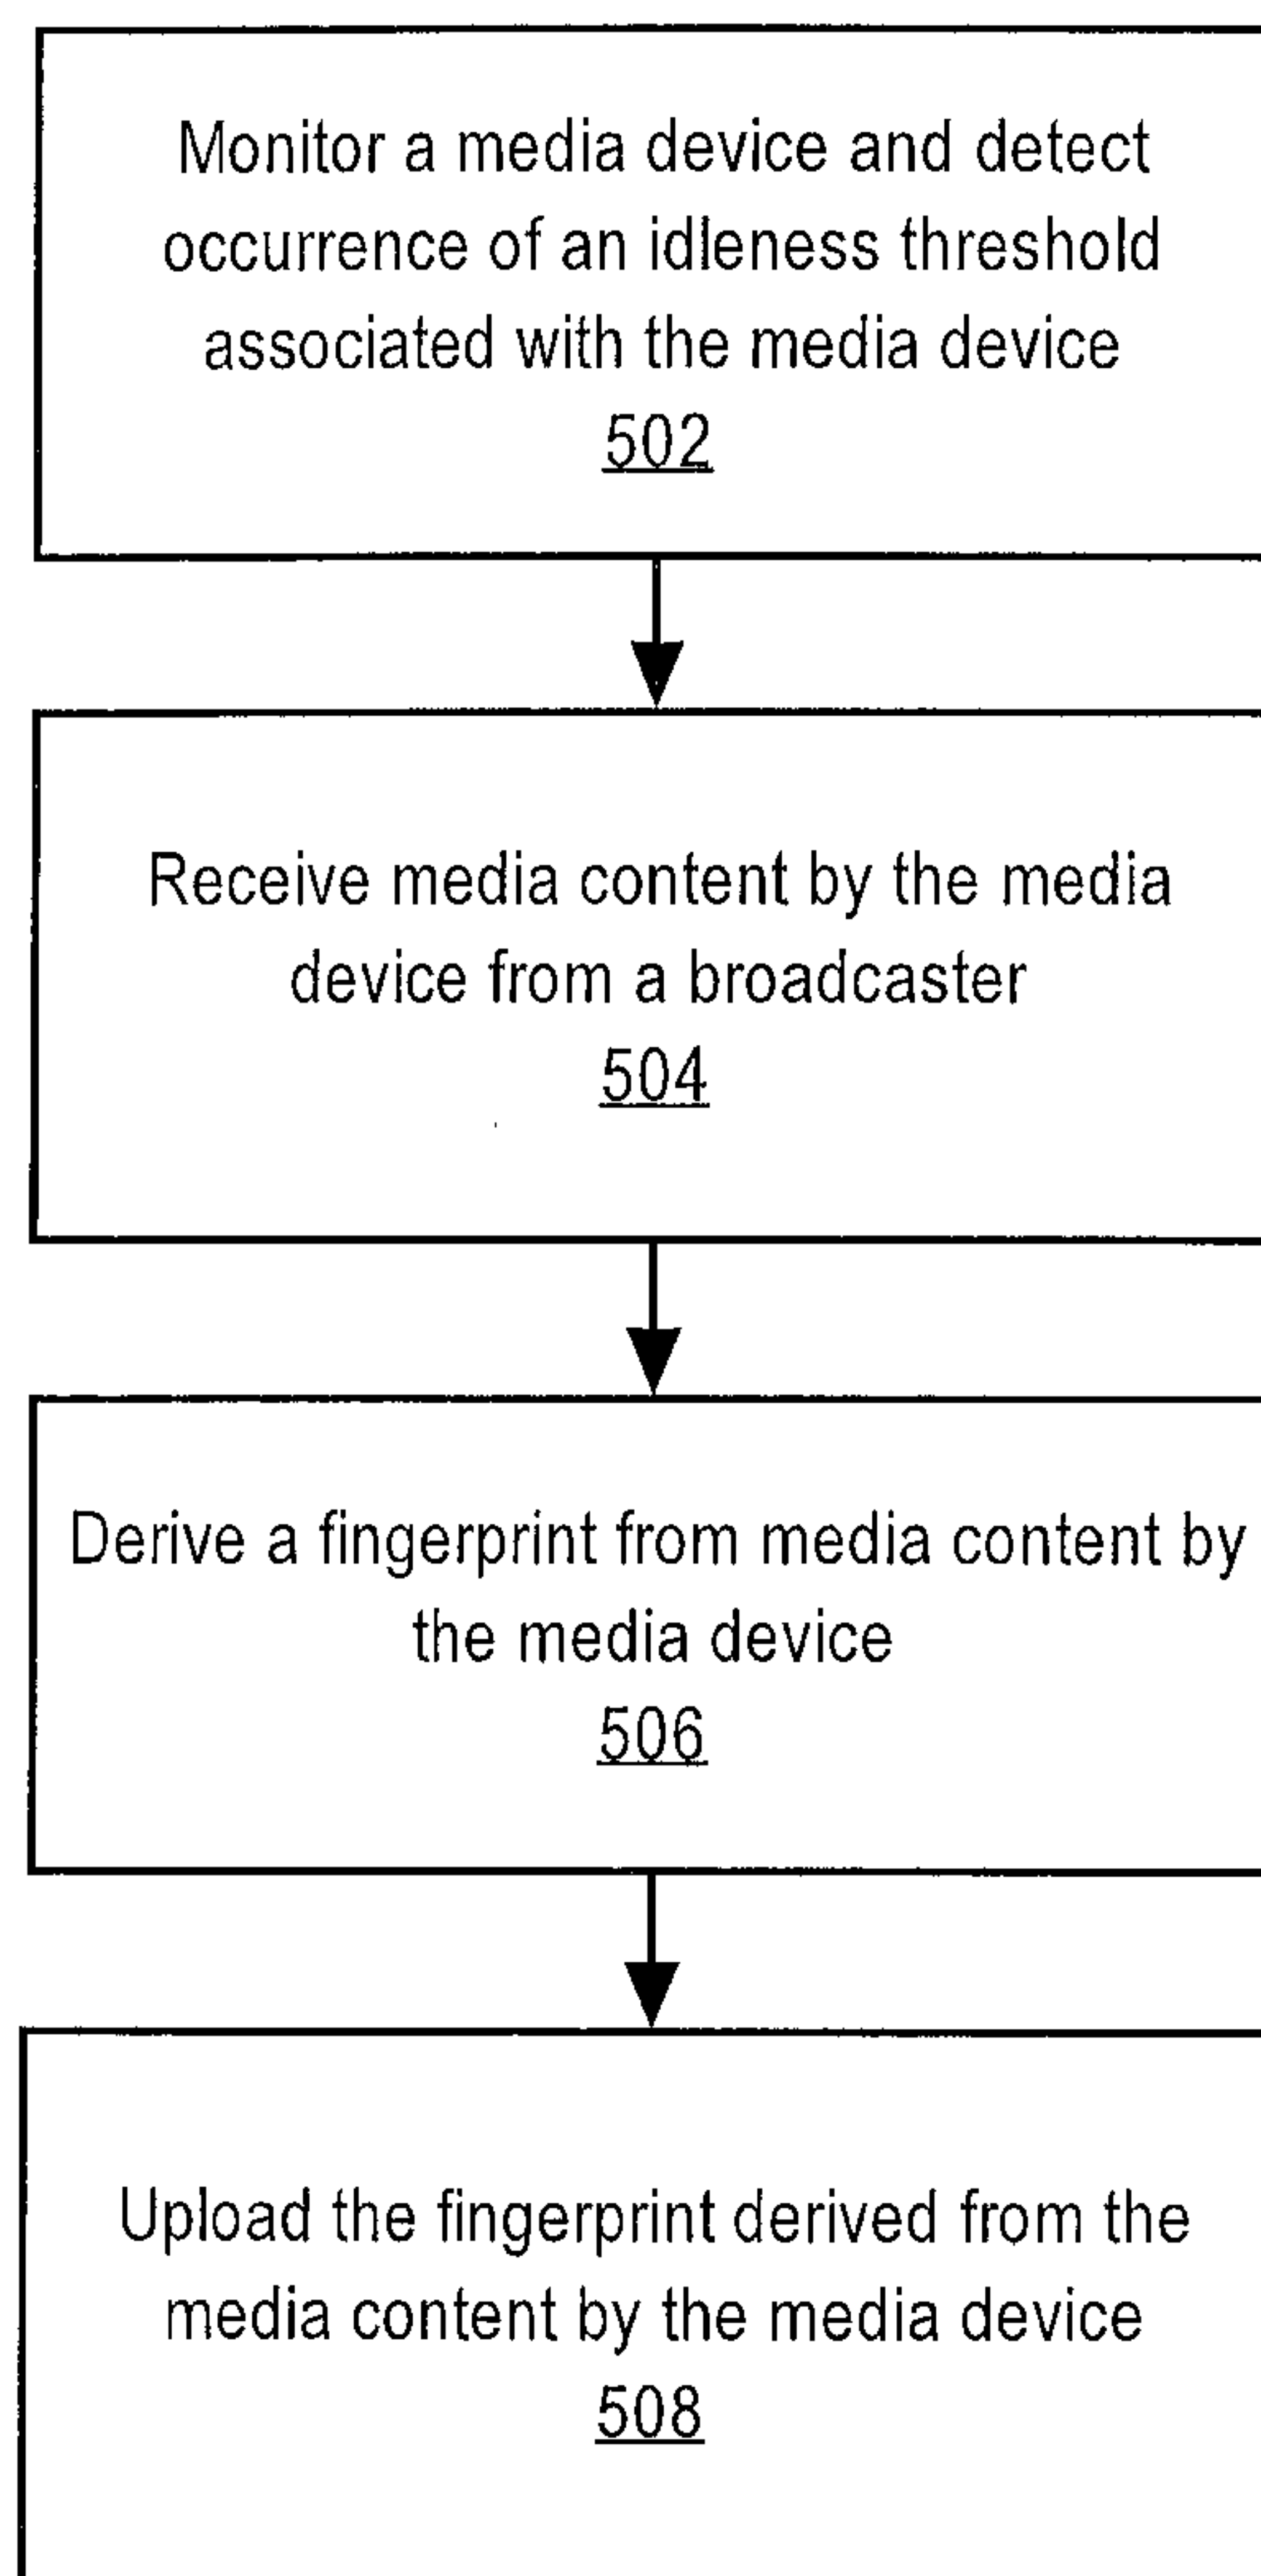 Monitor a media device and detect
occurrence of an idleness threshold
associated with the media device
502
Receive media content by the media
device from a broadcaster
504
Derive a fingerprint from media content by
the media device
506
Upload the fingerprint derived from the
media content by the media device
508